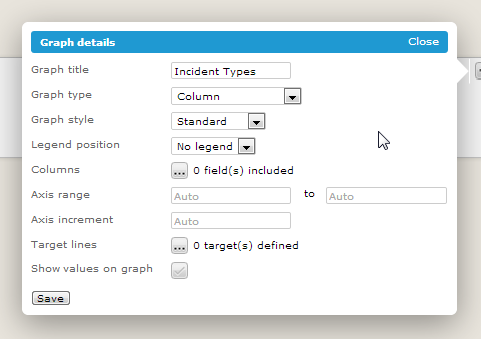 Graph details Close
Graph title Incident Types
Graph type Column
Graph style Standard
Legend position No legend
Columns ... 0 field(s) included
Axis range Auto to Auto
Axis increment Auto
Target lines ... 0 target(s) defined
Show values on graph
Save